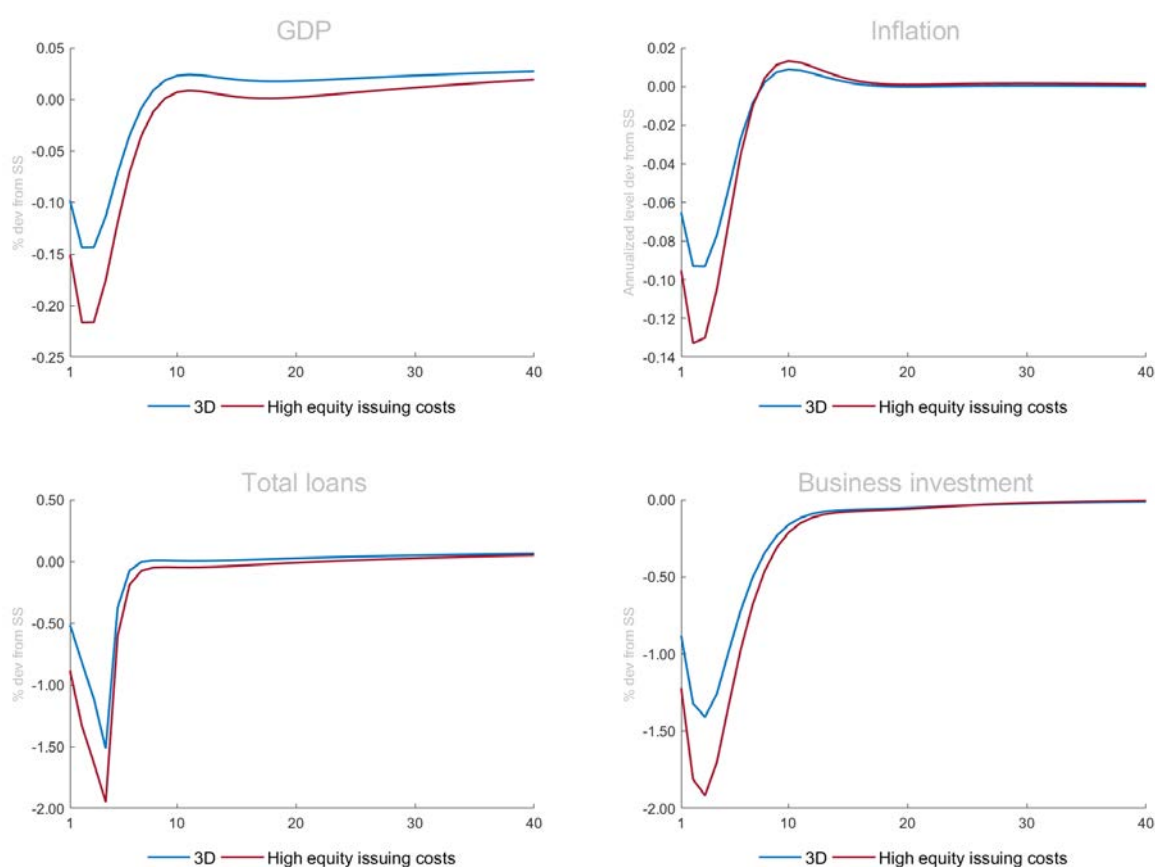 GDP
% dev from SS
0.05
0.00
-0.05
-0.10
-0.15
-0.20
-0.25
1 10 20 30 40
3D High equity issuing costs
Inflation
Annualized level dev from SS
0.02
0.00
-0.02
-0.04
-0.06
-0.08
-0.10
-0.12
-0.14
1 10 20 30 40
3D High equity issuing costs
Total loans
% dev from SS
0.50
0.00
-0.50
-1.00
-1.50
-2.00
1 10 20 30 40
3D High equity issuing costs
Business investment
% dev from SS
0.00
-0.50
-1.00
-1.50
-2.00
1 10 20 30 40
3D High equity issuing costs